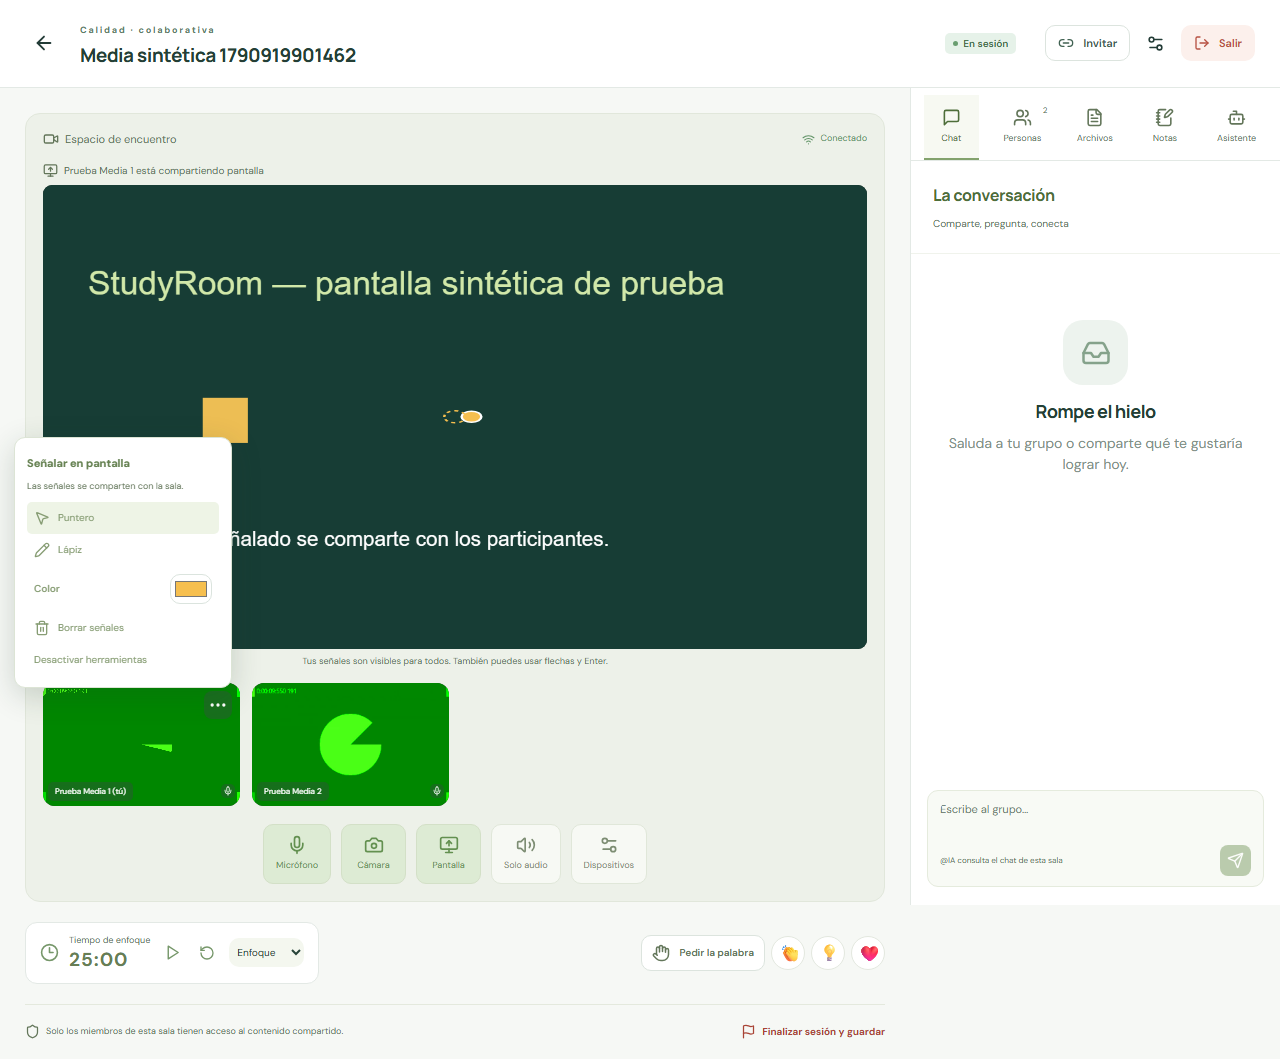 Calidad · colaborativa
Media sintética 1790919901462
En sesión
Invitar
Salir
Espacio de encuentro
Conectado
Prueba Media 1 está compartiendo pantalla
StudyRoom — pantalla sintética de prueba
Señalar en pantalla
Las señales se comparten con la sala.
Puntero
Lápiz
Color
Borrar señales
Desactivar herramientas
ñalado se comparte con los participantes.
Tus señales son visibles para todos. También puedes usar flechas y Enter.
Prueba Media 1 (tú)
Prueba Media 2
Micrófono
Cámara
Pantalla
Solo audio
Dispositivos
Tiempo de enfoque
25:00
Enfoque
Pedir la palabra
Solo los miembros de esta sala tienen acceso al contenido compartido.
Finalizar sesión y guardar
Chat
Personas
2
Archivos
Notas
Asistente
La conversación
Comparte, pregunta, conecta
Rompe el hielo
Saluda a tu grupo o comparte qué te gustaría
lograr hoy.
Escribe al grupo...
@IA consulta el chat de esta sala